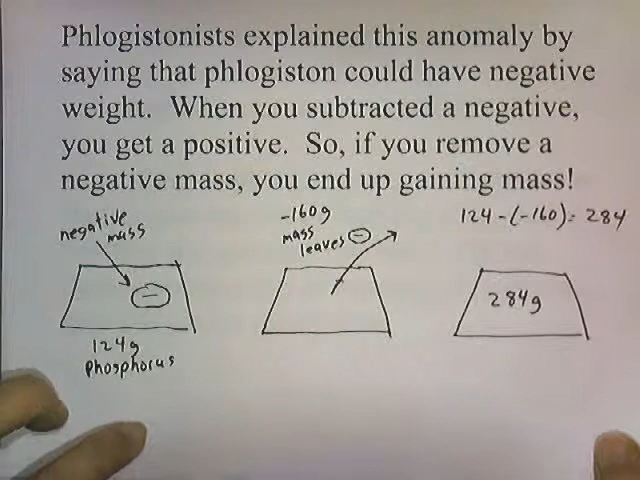 Phlogistonists explained this anomaly by
saying that phlogiston could have negative
weight. When you subtracted a negative,
you get a positive. So, if you remove a
negative mass, you end up gaining mass!
negative
mass
-160g
mass
leaves ⊖
124-(-160)= 284
−
284g
124g
phosphorus